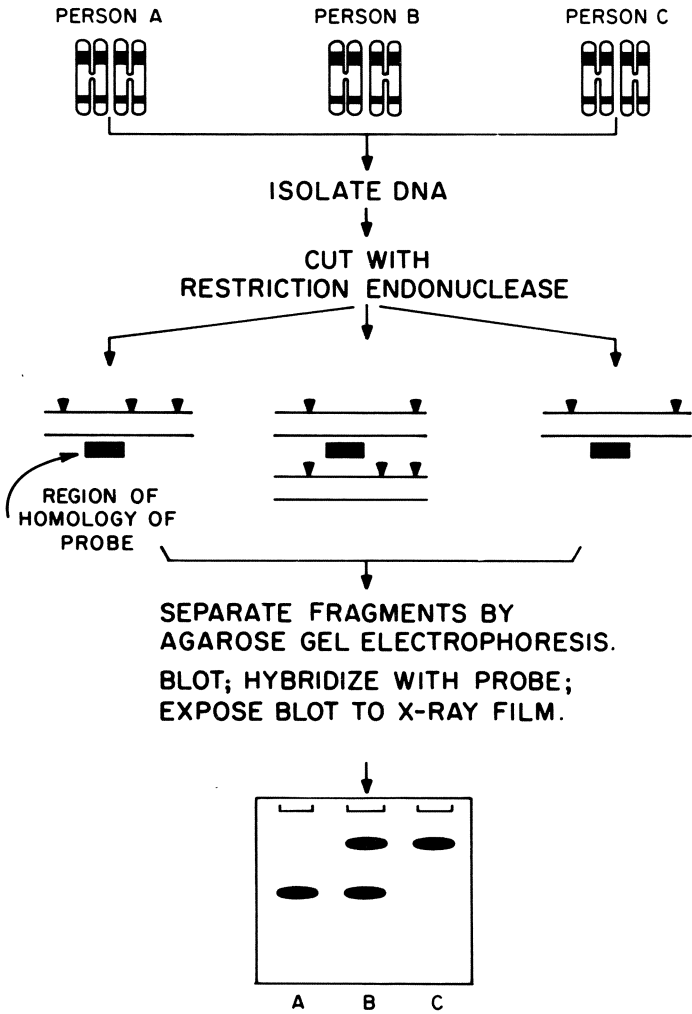 PERSON A
PERSON B
PERSON C
ISOLATE DNA
CUT WITH
RESTRICTION ENDONUCLEASE
REGION OF
HOMOLOGY OF
PROBE
SEPARATE FRAGMENTS BY
AGAROSE GEL ELECTROPHORESIS.
BLOT; HYBRIDIZE WITH PROBE;
EXPOSE BLOT TO X-RAY FILM.
A
B
C